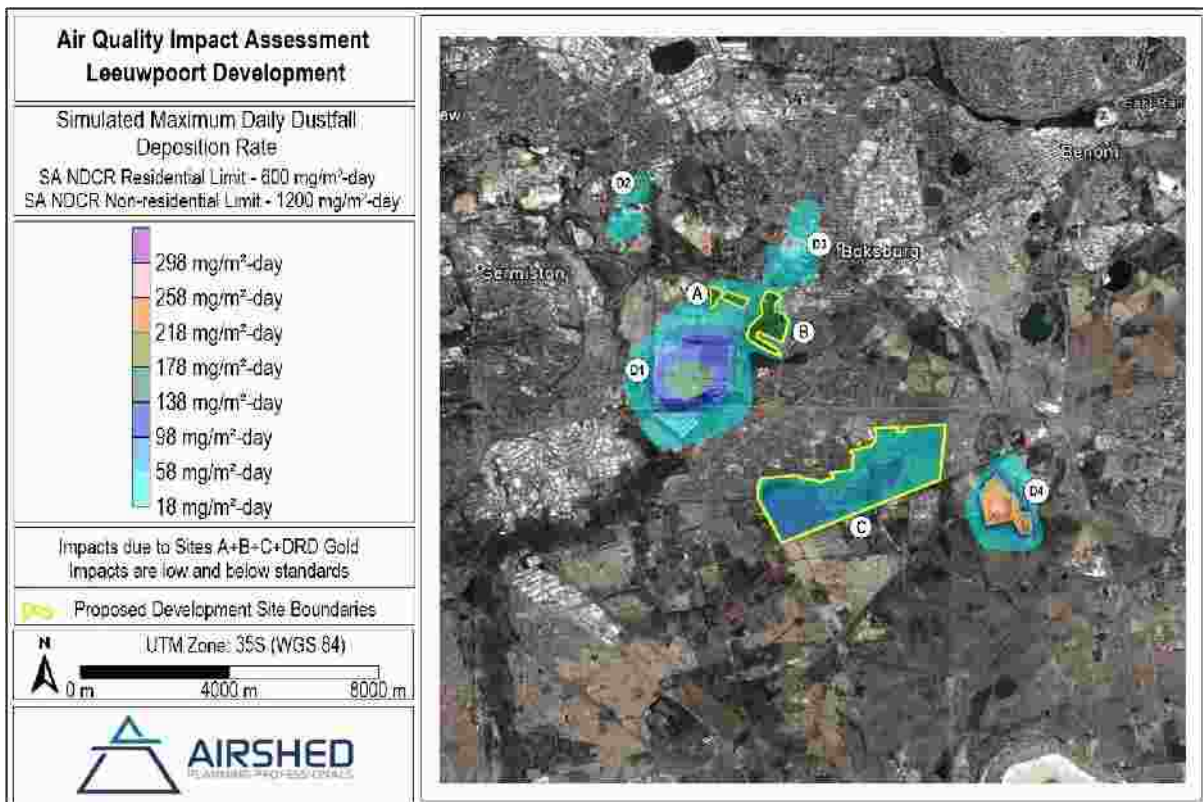 Air Quality Impact Assessment
Leeuwpoort Development
Simulated Maximum Daily Dustfall
Deposition Rate
SA NDCR Residential Limit - 600 mg/m²-day
SA NDCR Non-residential Limit - 1200 mg/m²-day
298 mg/m²-day
258 mg/m²-day
218 mg/m²-day
178 mg/m²-day
138 mg/m²-day
98 mg/m²-day
58 mg/m²-day
18 mg/m²-day
Impacts due to Sites A+B+C+DRD Gold
Impacts are low and below standards
Proposed Development Site Boundaries
N
UTM Zone: 35S (WGS 84)
0 m 4000 m 8000 m
AIRSHED
PLANNING PROFESSIONALS
Benoni
D2
D3
Boksburg
Germiston
A
B
D1
D4
C